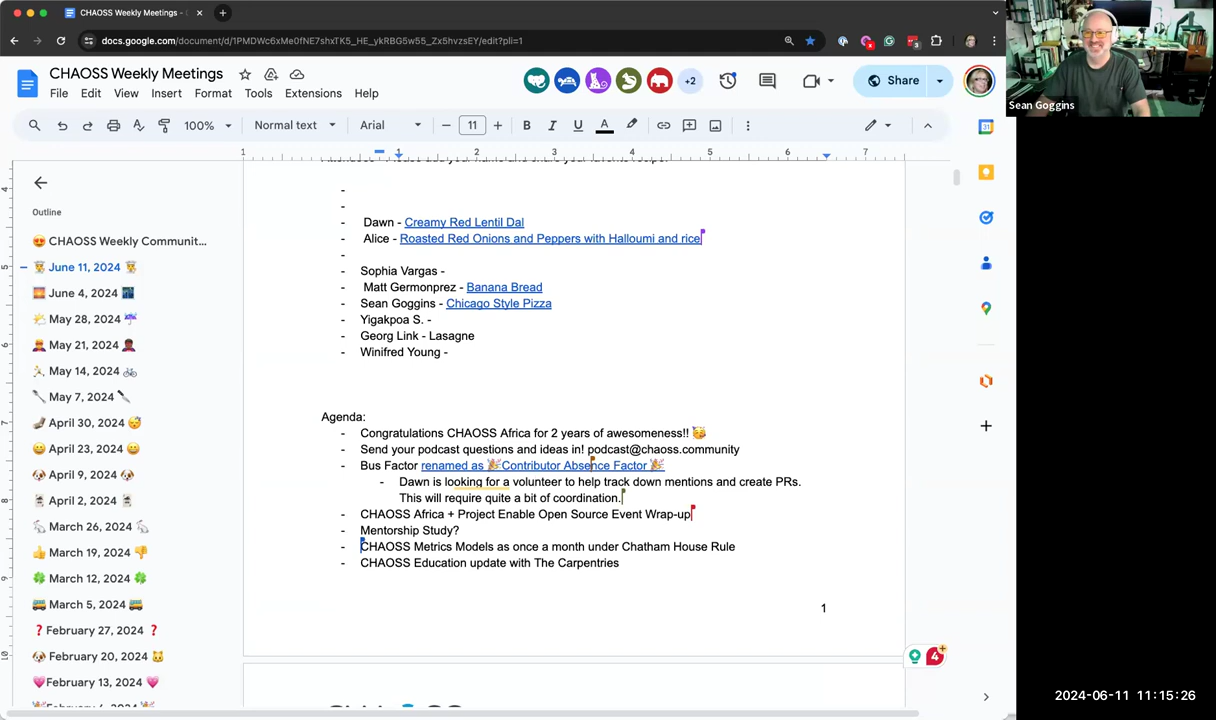 CHAOSS Weekly Meetings -
docs.google.com/document/d/1PMDWc6xMe0fNE7shxTK5_HE_ykRBG5w55_Zx5hvzsEY/edit?pli=1
Sean Goggins
CHAOSS Weekly Meetings
File Edit View Insert Format Tools Extensions Help
+2
Share
100% Normal text Arial 11
B I U A
1 1 2 3 4 5 6 7
Outline
😍 CHAOSS Weekly Communit...
June 11, 2024
June 4, 2024
May 28, 2024
May 21, 2024
May 14, 2024
May 7, 2024
April 30, 2024
April 23, 2024
April 9, 2024
April 2, 2024
March 26, 2024
March 19, 2024
March 12, 2024
March 5, 2024
❓ February 27, 2024 ❓
February 20, 2024
February 13, 2024
-
-
- Dawn - Creamy Red Lentil Dal
- Alice - Roasted Red Onions and Peppers with Halloumi and rice
-
- Sophia Vargas -
- Matt Germonprez - Banana Bread
- Sean Goggins - Chicago Style Pizza
- Yigakpoa S. -
- Georg Link - Lasagne
- Winifred Young -
Agenda:
- Congratulations CHAOSS Africa for 2 years of awesomeness!! 🥳
- Send your podcast questions and ideas in! podcast@chaoss.community
- Bus Factor renamed as 🎉Contributor Absence Factor 🎉
- Dawn is looking for a volunteer to help track down mentions and create PRs.
This will require quite a bit of coordination.
- CHAOSS Africa + Project Enable Open Source Event Wrap-up
- Mentorship Study?
- CHAOSS Metrics Models as once a month under Chatham House Rule
- CHAOSS Education update with The Carpentries
1
4
2024-06-11 11:15:26